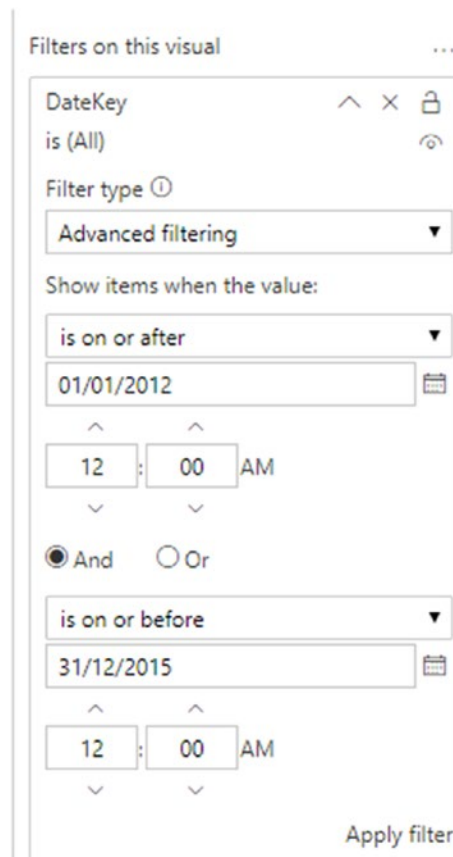 Filters on this visual ...
DateKey
is (All)
Filter type
Advanced filtering
Show items when the value:
is on or after
01/01/2012
12 : 00 AM
And Or
is on or before
31/12/2015
12 : 00 AM
Apply filter